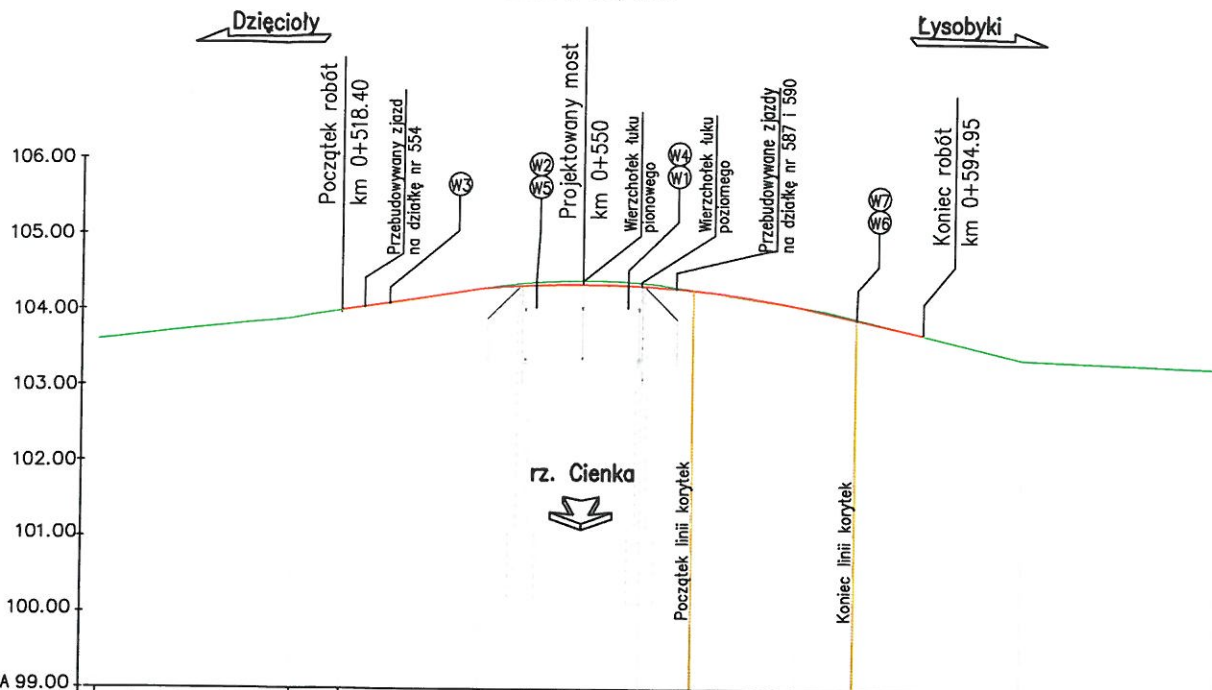 Dzięcioły
Łysobyki
Początek robót
km 0+518.40
Przebudowywany zjazd
na działkę nr 554
W3
W2
W5
Projektowany most
km 0+550
Wierzchołek łuku
pionowego
W4
W1
Wierzchołek łuku
poziomego
Przebudowywane zjazdy
na działkę nr 587 i 590
W7
W6
Koniec robót
km 0+594.95
106.00
105.00
104.00
103.00
102.00
101.00
100.00
A 99.00
rz. Cienka
Początek linii korytek
Koniec linii korytek